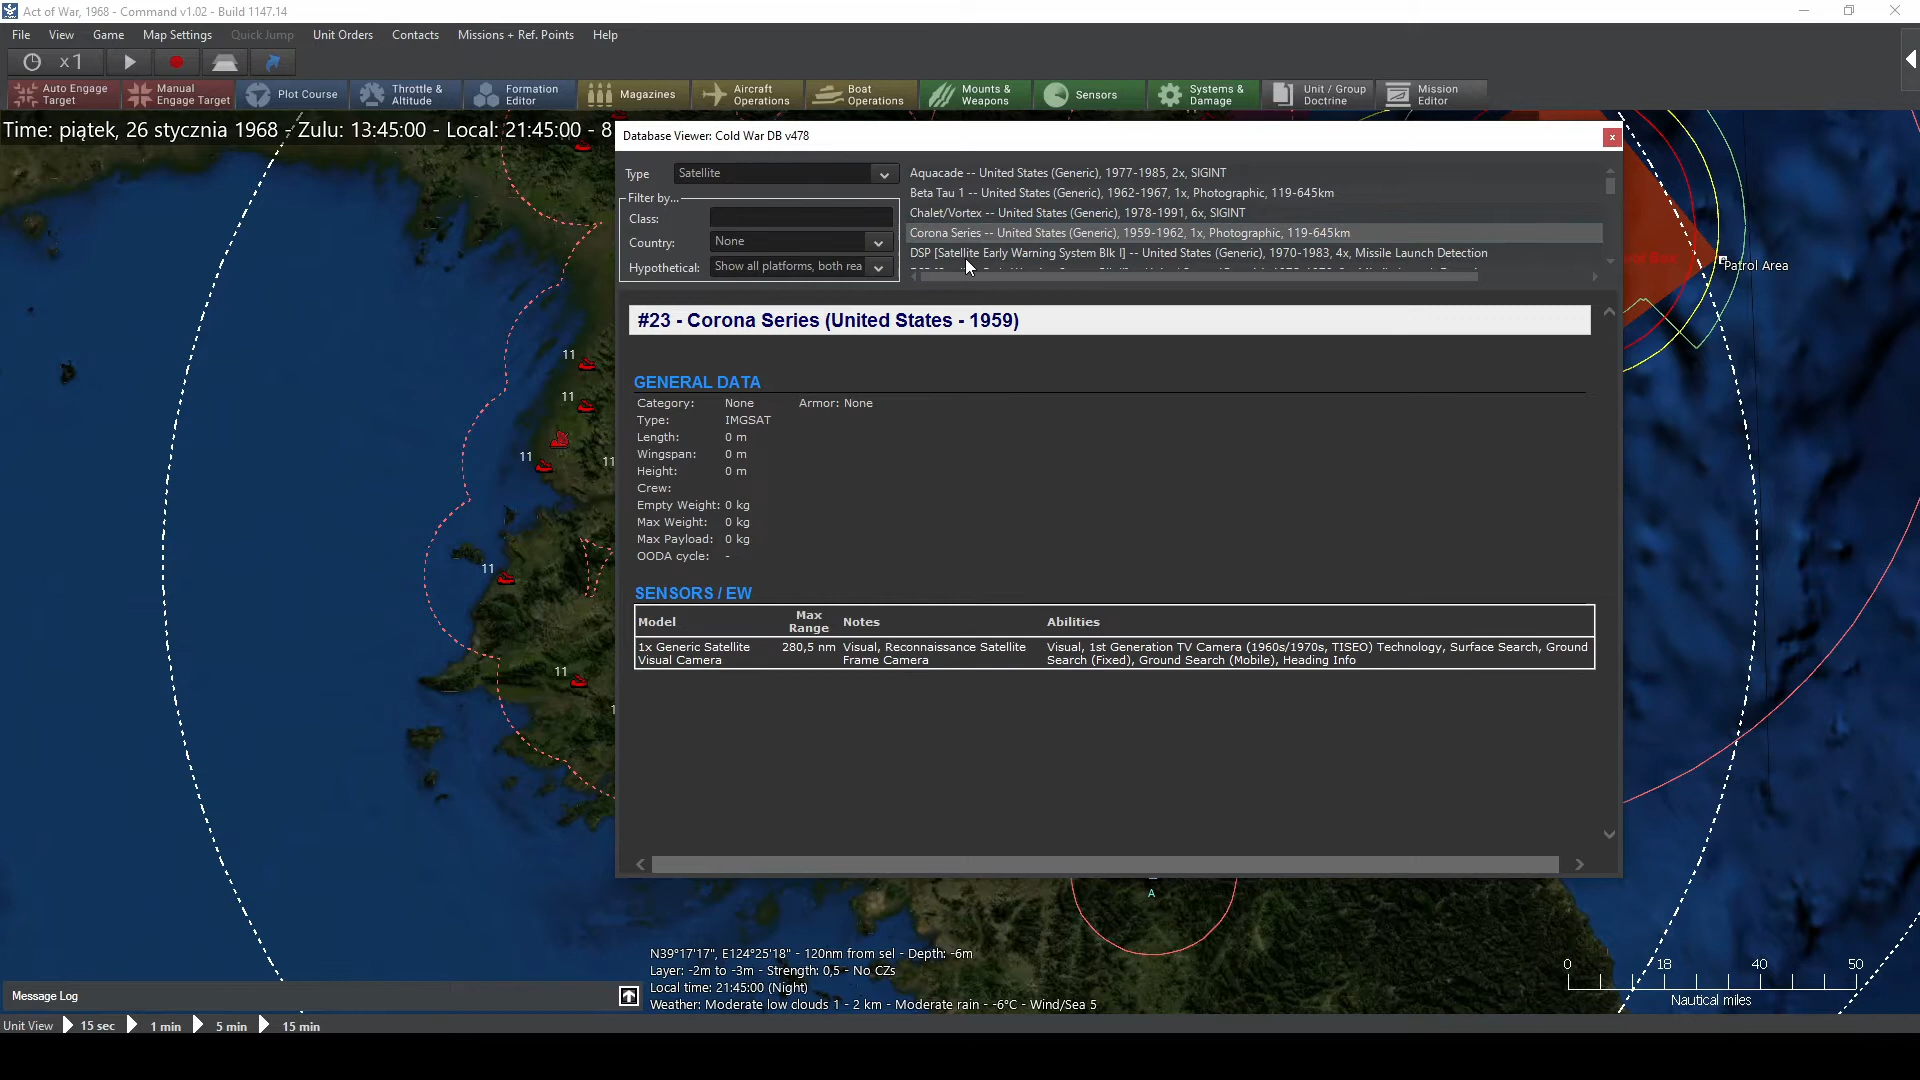 Act of War, 1968 - Command v1.02 - Build 1147.14
File View Game Map Settings Quick Jump Unit Orders Contacts Missions + Ref. Points Help
x1
Auto Engage Target
Manual Engage Target
Plot Course
Throttle & Altitude
Formation Editor
Magazines
Aircraft Operations
Boat Operations
Mounts & Weapons
Sensors
Systems & Damage
Unit / Group Doctrine
Mission Editor
Time: piątek, 26 stycznia 1968 - Zulu: 13:45:00 - Local: 21:45:00 - 8
Database Viewer: Cold War DB v478
x
Type Satellite
Filter by...
Class:
Country: None
Hypothetical: Show all platforms, both rea
Aquacade -- United States (Generic), 1977-1985, 2x, SIGINT
Beta Tau 1 -- United States (Generic), 1962-1967, 1x, Photographic, 119-645km
Chalet/Vortex -- United States (Generic), 1978-1991, 6x, SIGINT
Corona Series -- United States (Generic), 1959-1962, 1x, Photographic, 119-645km
DSP [Satellite Early Warning System Blk I] -- United States (Generic), 1970-1983, 4x, Missile Launch Detection
Box
Patrol Area
#23 - Corona Series (United States - 1959)
GENERAL DATA
Category: None Armor: None
Type: IMGSAT
Length: 0 m
Wingspan: 0 m
Height: 0 m
Crew:
Empty Weight: 0 kg
Max Weight: 0 kg
Max Payload: 0 kg
OODA cycle: -
SENSORS / EW
Model Max Range Notes Abilities
1x Generic Satellite Visual Camera 280,5 nm Visual, Reconnaissance Satellite Frame Camera Visual, 1st Generation TV Camera (1960s/1970s, TISEO) Technology, Surface Search, Ground Search (Fixed), Ground Search (Mobile), Heading Info
11
11
11
11
11
11
A
N39°17'17", E124°25'18" - 120nm from sel - Depth: -6m
Layer: -2m to -3m - Strength: 0,5 - No CZs
Local time: 21:45:00 (Night)
Weather: Moderate low clouds 1 - 2 km - Moderate rain - -6°C - Wind/Sea 5
0 18 36 50
Nautical miles
Message Log
Unit View 15 sec 1 min 5 min 15 min